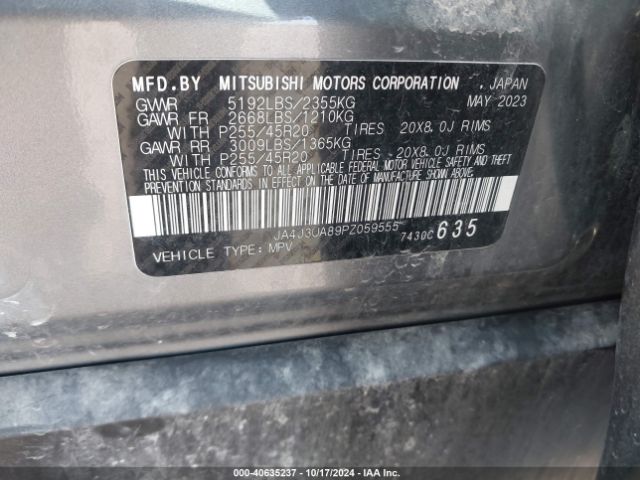 MFD.BY MITSUBISHI MOTORS CORPORATION . JAPAN
GVWR 5192LBS/2355KG MAY 2023
GAWR FR 2668LBS/1210KG
WITH P255/45R20 TIRES 20X8.0J RIMS
GAWR RR 3009LBS/1365KG
WITH P255/45R20 TIRES 20X8.0J RIMS
THIS VEHICLE CONFORMS TO ALL APPLICABLE FEDERAL MOTOR VEHICLE SAFETY AND THEFT
PREVENTION STANDARDS IN EFFECT ON THE DATE OF MANUFACTURE SHOWN ABOVE.
JA4J3UA89PZ059555 7430C 635
VEHICLE TYPE: MPV
000-40635237 - 10/17/2024 - IAA Inc.